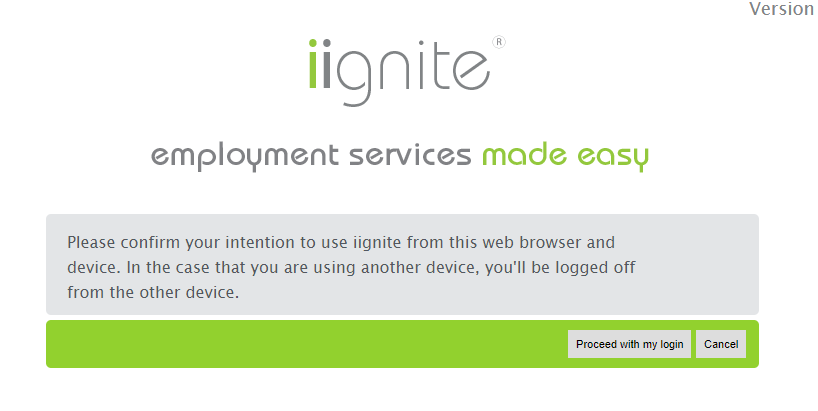 Version
iignite®
employment services made easy
Please confirm your intention to use iignite from this web browser and
device. In the case that you are using another device, you'll be logged off
from the other device.
Proceed with my login Cancel